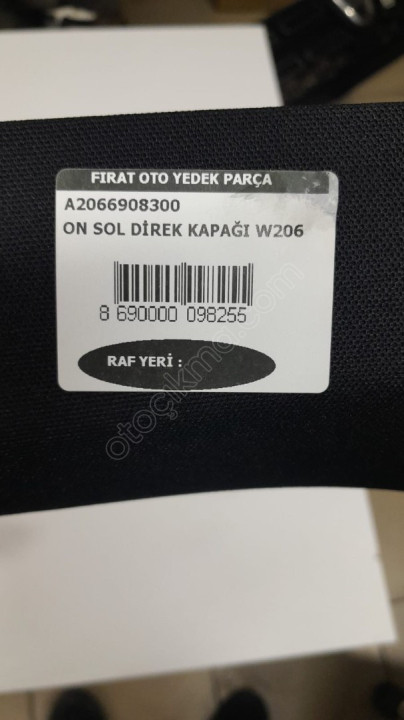 FIRAT OTO YEDEK PARÇA
A2066908300
ON SOL DİREK KAPAĞI W206
8 690000 098255
RAF YERİ :
otoçıkma.com